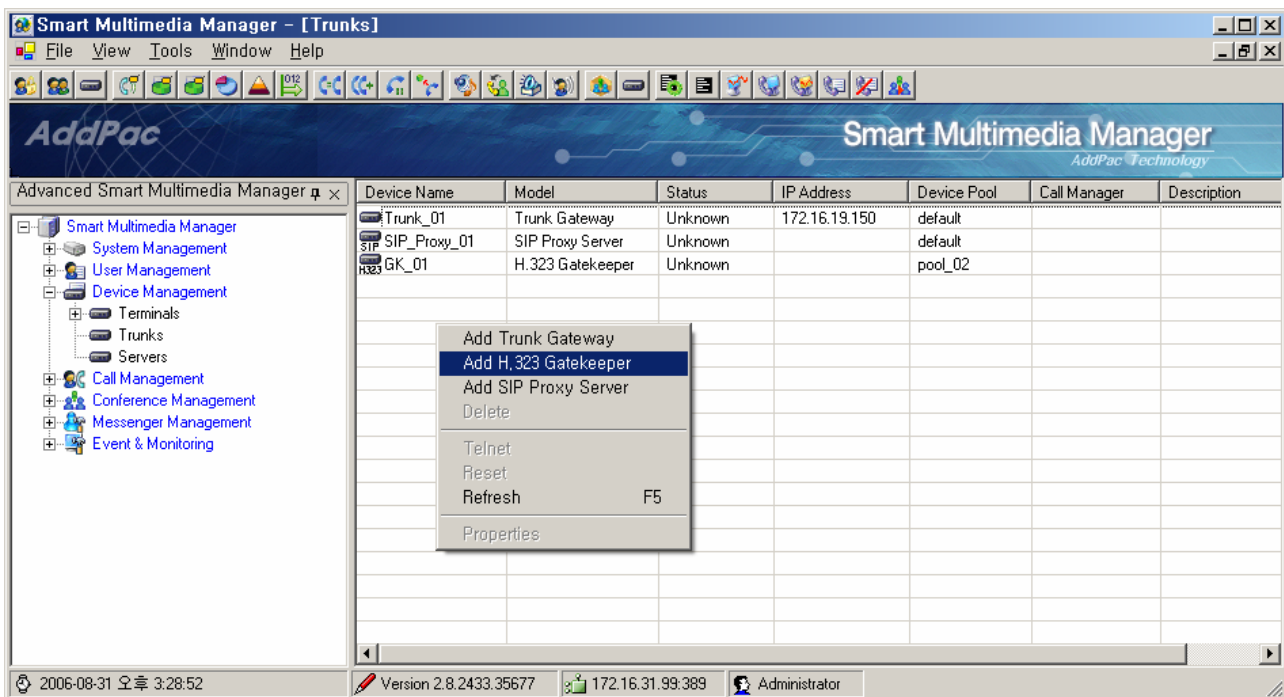 Smart Multimedia Manager - [Trunks]
File View Tools Window Help
AddPac
Smart Multimedia Manager
AddPac Technology
Advanced Smart Multimedia Manager
Smart Multimedia Manager
System Management
User Management
Device Management
Terminals
Trunks
Servers
Call Management
Conference Management
Messenger Management
Event & Monitoring
Device Name Model Status IP Address Device Pool Call Manager Description
Trunk_01 Trunk Gateway Unknown 172.16.19.150 default
SIP SIP_Proxy_01 SIP Proxy Server Unknown default
H323 GK_01 H.323 Gatekeeper Unknown pool_02
Add Trunk Gateway
Add H.323 Gatekeeper
Add SIP Proxy Server
Delete
Telnet
Reset
Refresh F5
Properties
2006-08-31 오후 3:28:52 Version 2.8.2433.35677 172.16.31.99:389 Administrator